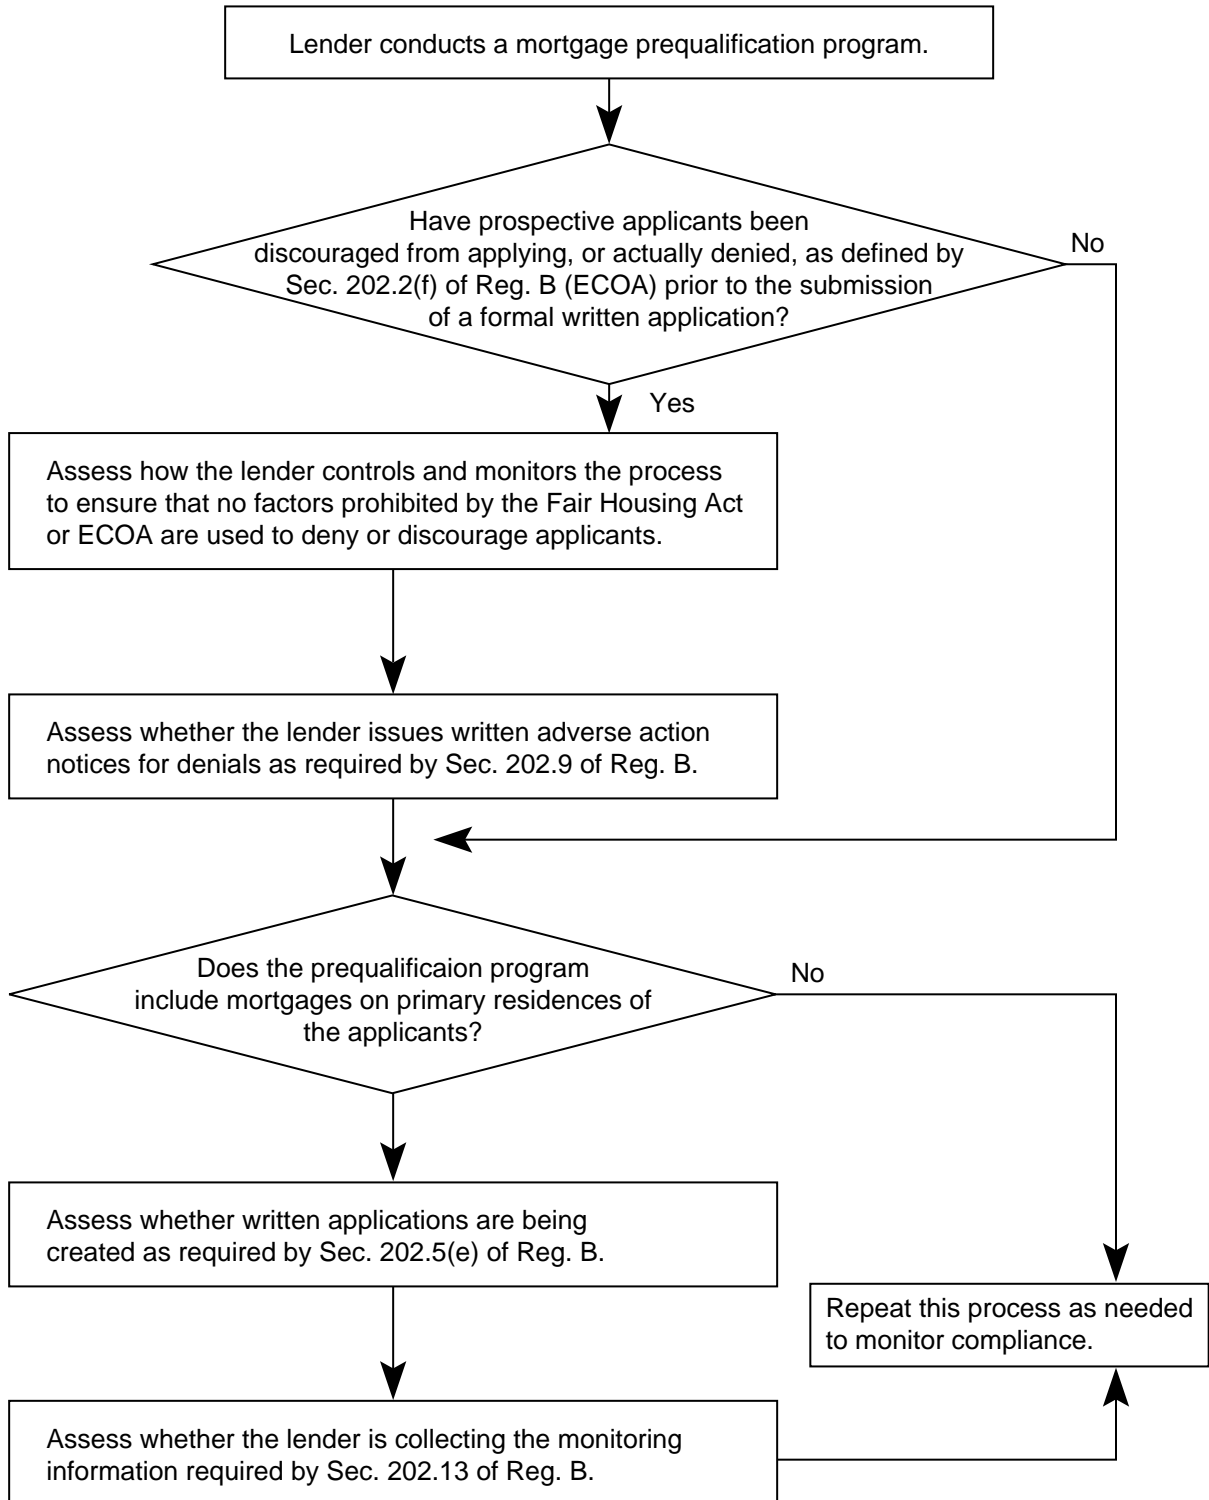 Lender conducts a mortgage prequalification program.
Have prospective applicants been
discouraged from applying, or actually denied, as defined by
Sec. 202.2(f) of Reg. B (ECOA) prior to the submission
of a formal written application?
No
Yes
Assess how the lender controls and monitors the process
to ensure that no factors prohibited by the Fair Housing Act
or ECOA are used to deny or discourage applicants.
Assess whether the lender issues written adverse action
notices for denials as required by Sec. 202.9 of Reg. B.
Does the prequalificaion program
include mortgages on primary residences of
the applicants?
No
Assess whether written applications are being
created as required by Sec. 202.5(e) of Reg. B.
Repeat this process as needed
to monitor compliance.
Assess whether the lender is collecting the monitoring
information required by Sec. 202.13 of Reg. B.